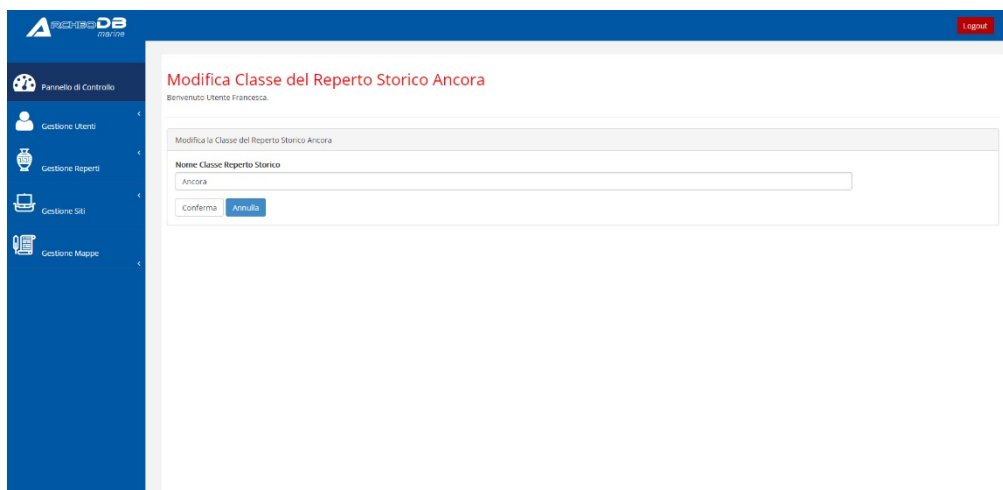 ARCHEODB
marine
Logout
Pannello di Controllo
Gestione Utenti
Gestione Reperti
Gestione Siti
Gestione Mappe
Modifica Classe del Reperto Storico Ancora
Benvenuto Utente Francesca.
Modifica la Classe del Reperto Storico Ancora
Nome Classe Reperto Storico
Ancora
Conferma Annulla